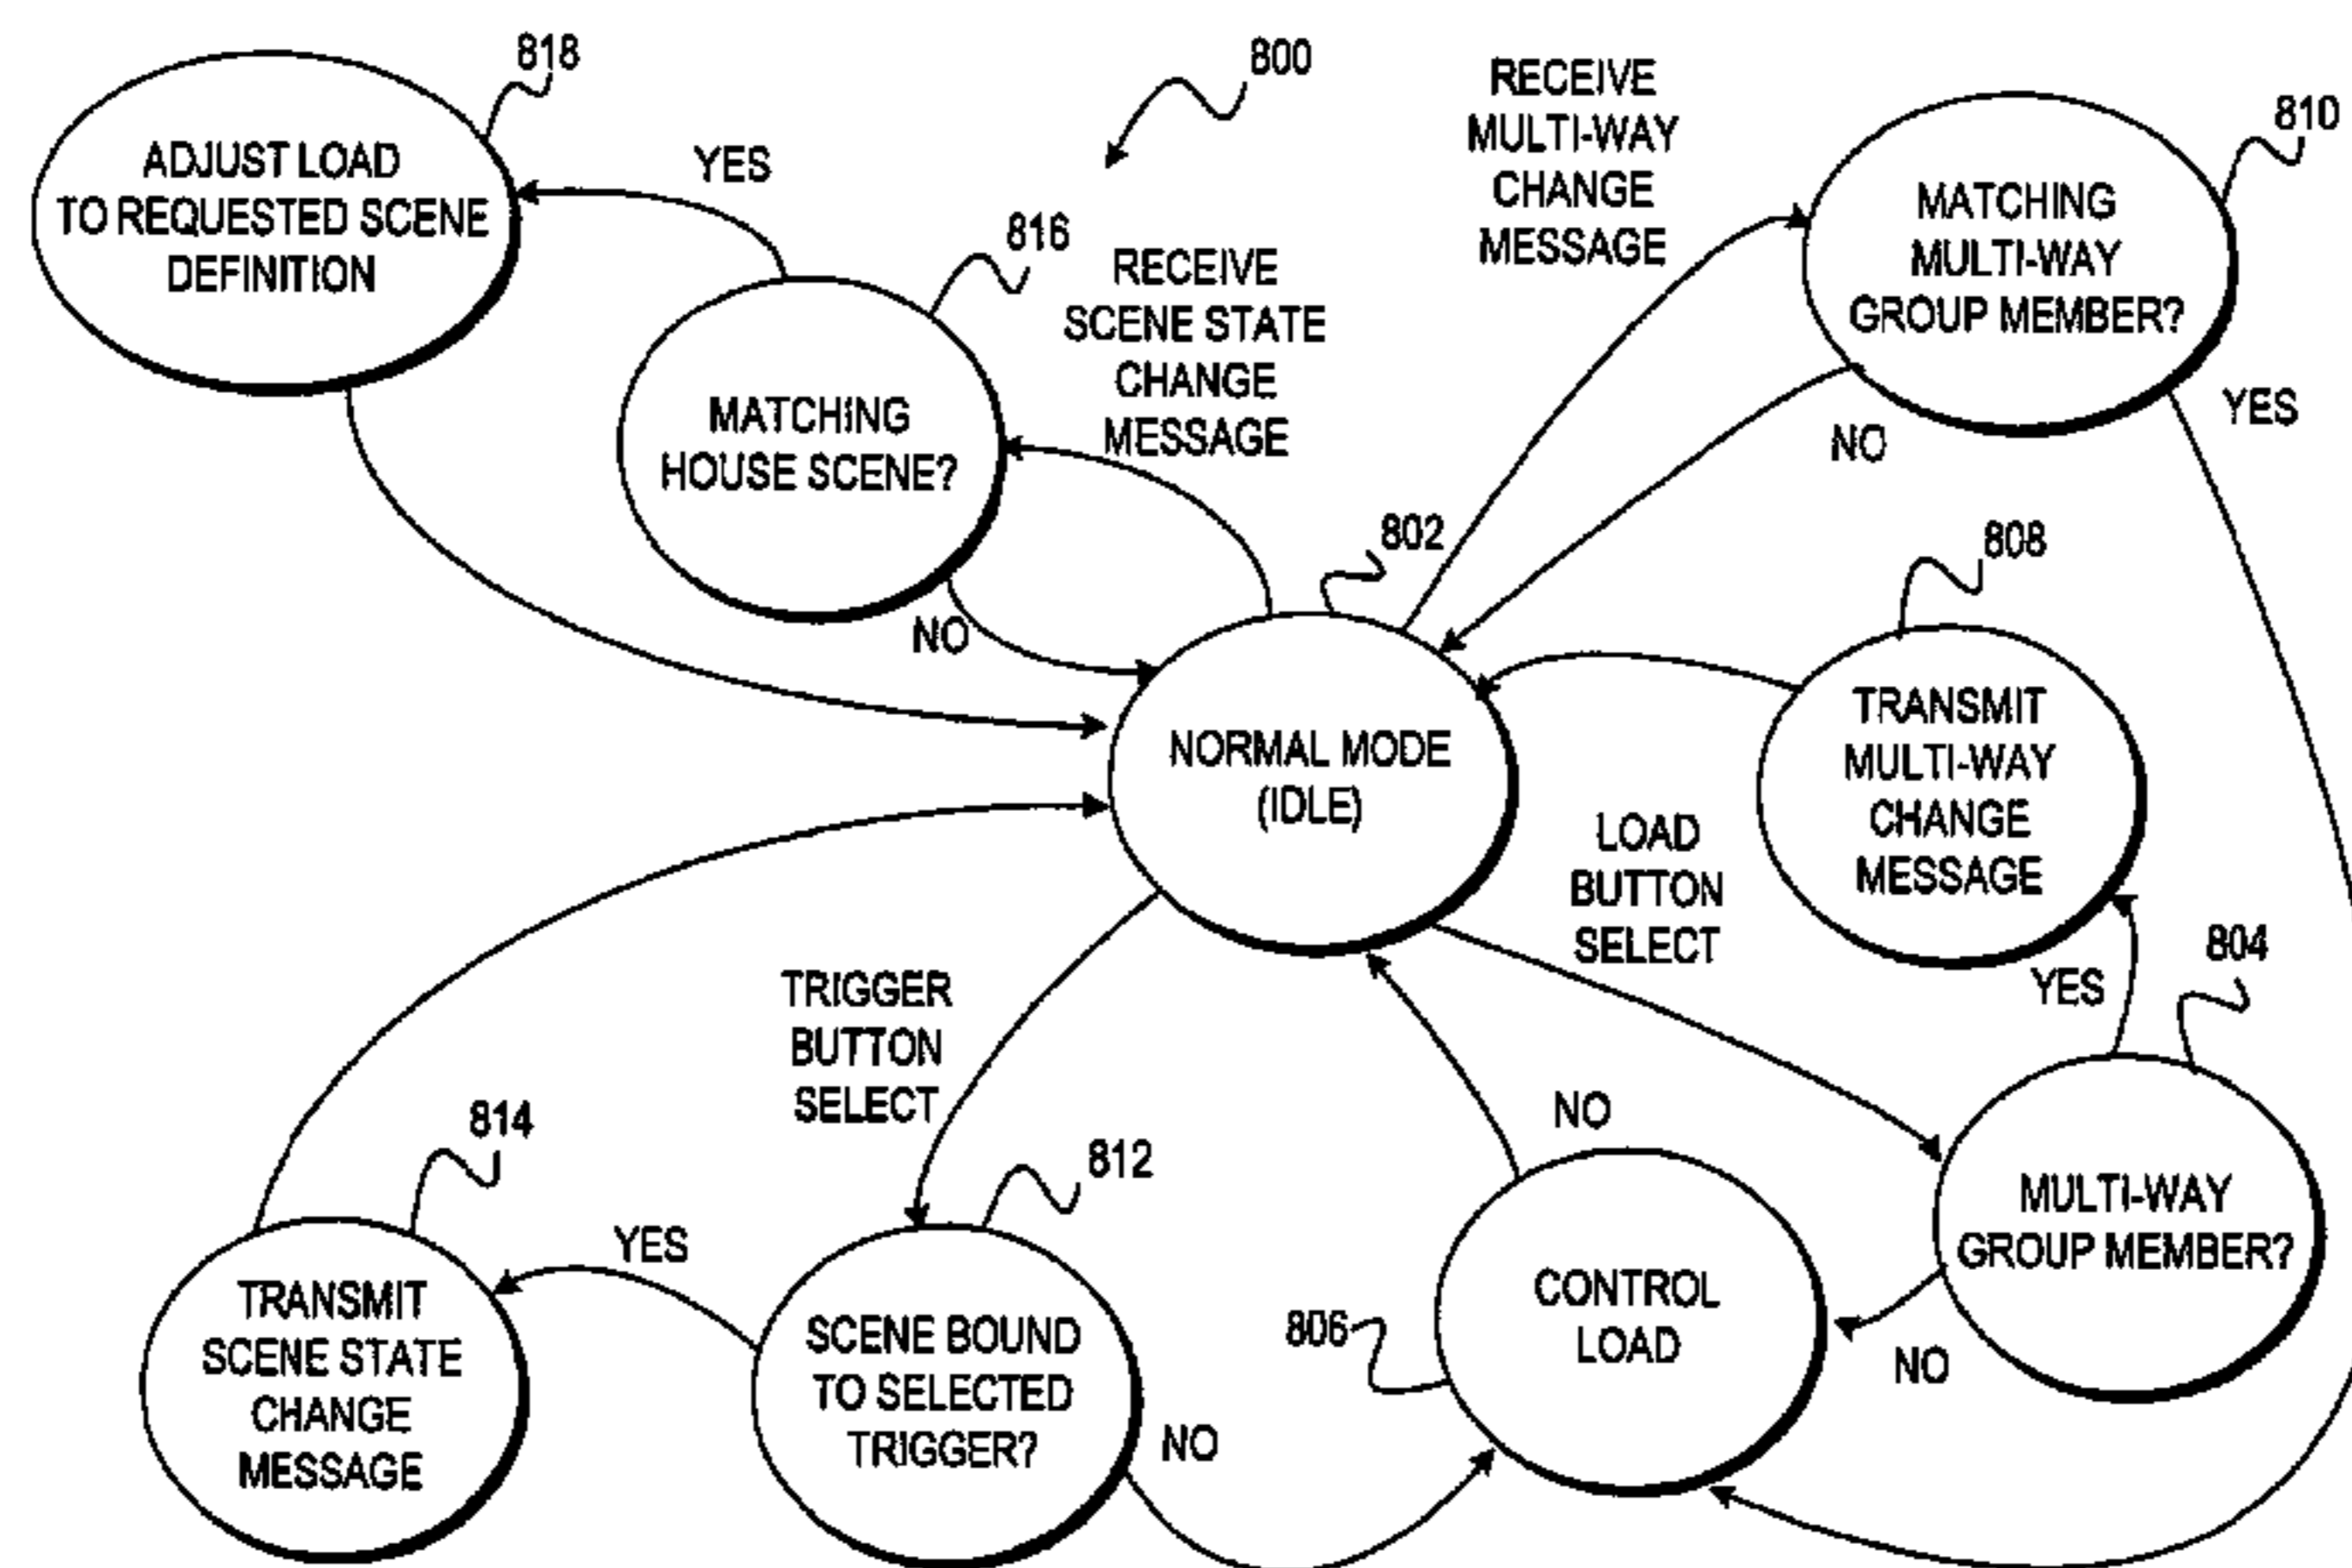 818
ADJUST LOAD
TO REQUESTED SCENE
DEFINITION
YES
800
RECEIVE
MULTI-WAY
CHANGE
MESSAGE
810
MATCHING
MULTI-WAY
GROUP MEMBER?
YES
NO
816
RECEIVE
SCENE STATE
CHANGE
MESSAGE
MATCHING
HOUSE SCENE?
NO
802
NORMAL MODE
(IDLE)
808
TRANSMIT
MULTI-WAY
CHANGE
MESSAGE
LOAD
BUTTON
SELECT
YES
804
MULTI-WAY
GROUP MEMBER?
NO
NO
806
CONTROL
LOAD
TRIGGER
BUTTON
SELECT
812
SCENE BOUND
TO SELECTED
TRIGGER?
NO
YES
814
TRANSMIT
SCENE STATE
CHANGE
MESSAGE